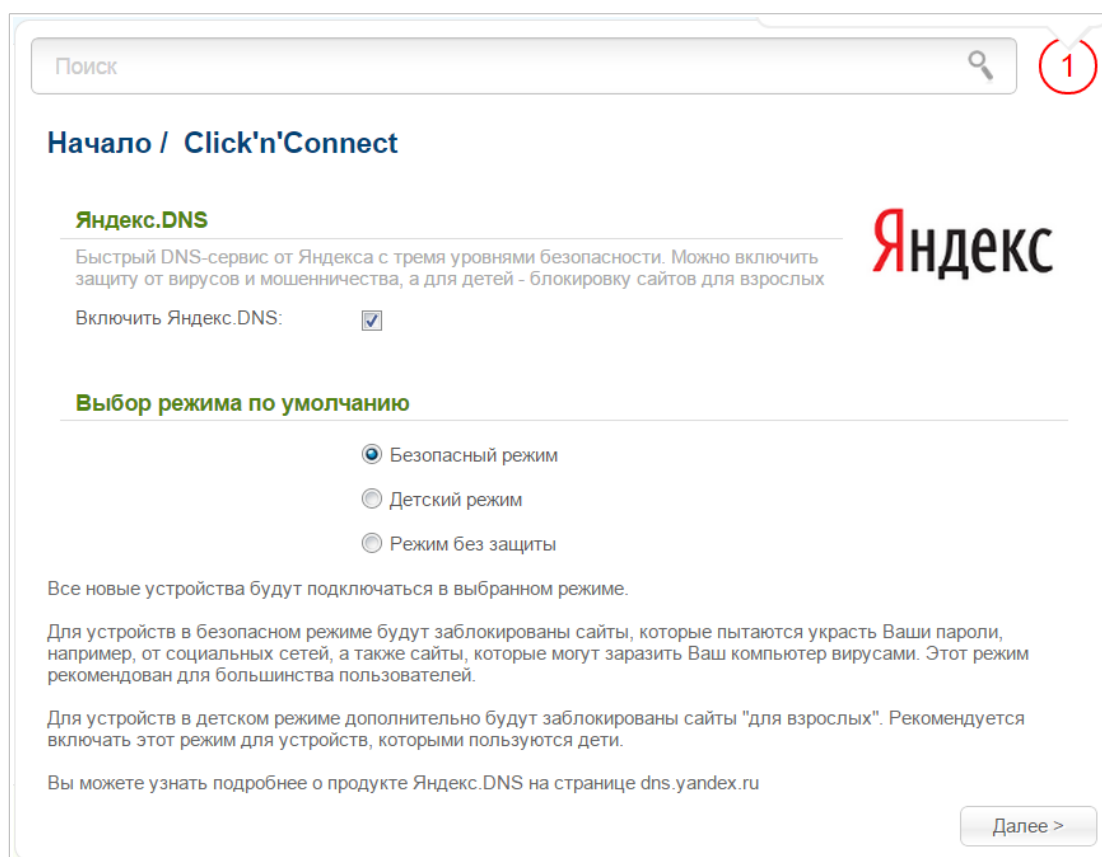 Поиск
1
Начало / Click'n'Connect
Яндекс.DNS
Яндекс
Быстрый DNS-сервис от Яндекса с тремя уровнями безопасности. Можно включить
защиту от вирусов и мошенничества, а для детей - блокировку сайтов для взрослых
Включить Яндекс.DNS:
Выбор режима по умолчанию
Безопасный режим
Детский режим
Режим без защиты
Все новые устройства будут подключаться в выбранном режиме.
Для устройств в безопасном режиме будут заблокированы сайты, которые пытаются украсть Ваши пароли,
например, от социальных сетей, а также сайты, которые могут заразить Ваш компьютер вирусами. Этот режим
рекомендован для большинства пользователей.
Для устройств в детском режиме дополнительно будут заблокированы сайты "для взрослых". Рекомендуется
включать этот режим для устройств, которыми пользуются дети.
Вы можете узнать подробнее о продукте Яндекс.DNS на странице dns.yandex.ru
Далее >